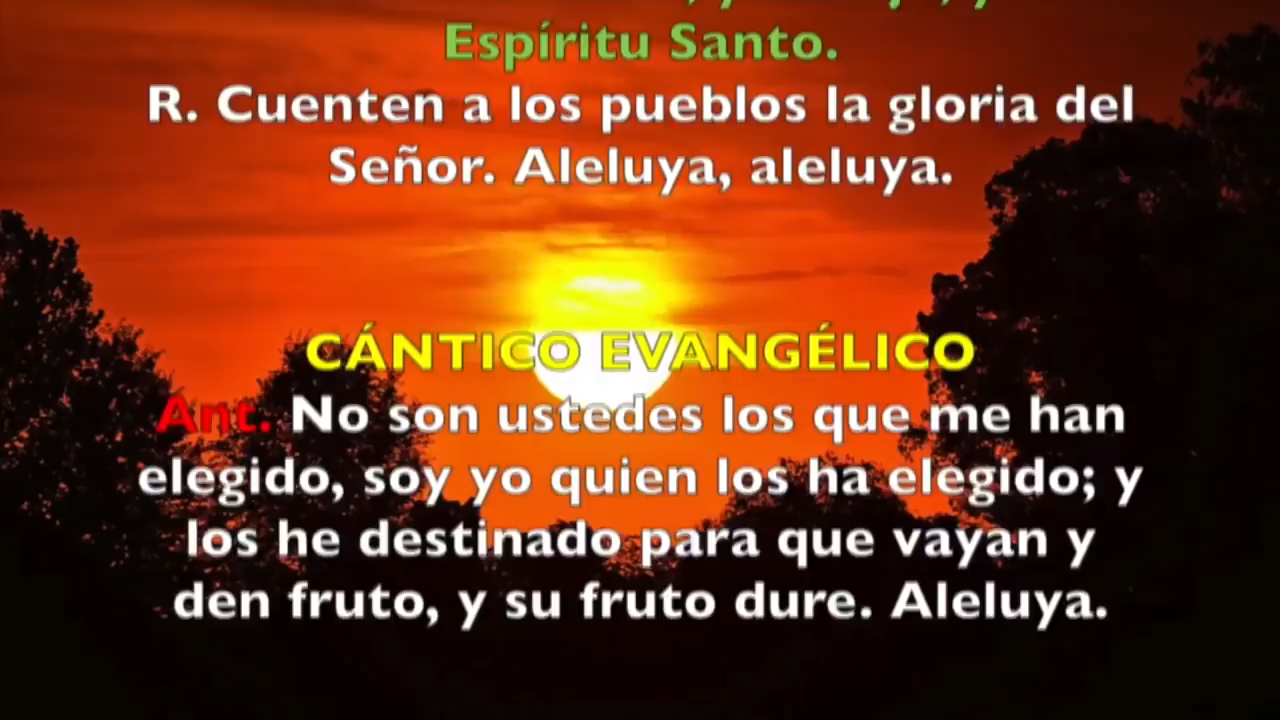 Espíritu Santo.
R. Cuenten a los pueblos la gloria del
Señor. Aleluya, aleluya.
CÁNTICO EVANGÉLICO
Ant. No son ustedes los que me han
elegido, soy yo quien los ha elegido; y
los he destinado para que vayan y
den fruto, y su fruto dure. Aleluya.